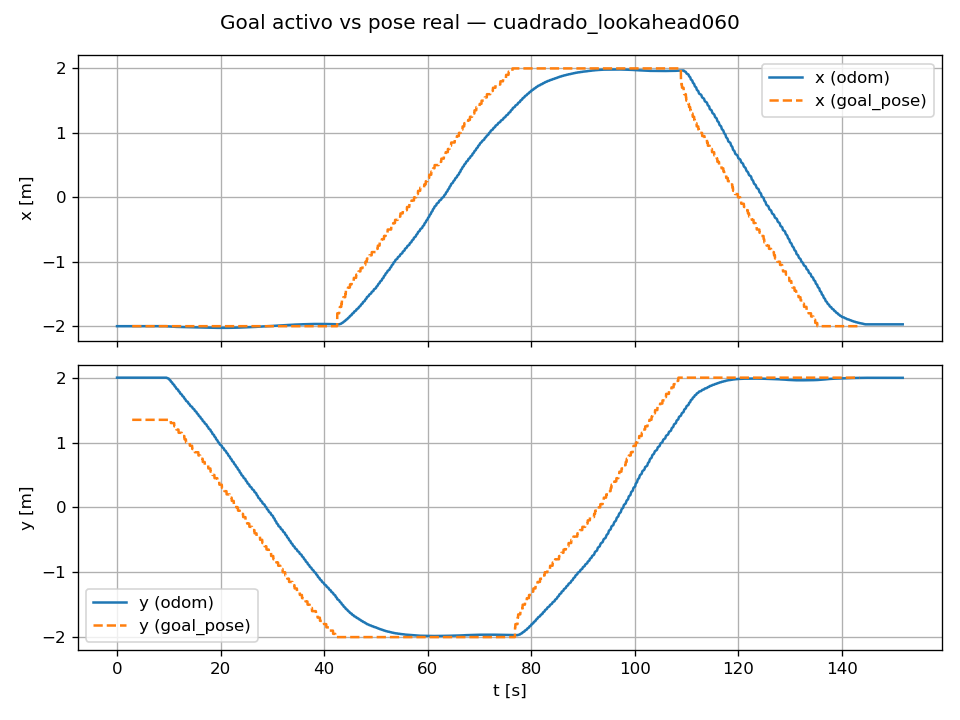 Goal activo vs pose real — cuadrado_lookahead060
2
1
0
−1
−2
x [m]
x (odom)
x (goal_pose)
2
1
0
−1
−2
y [m]
y (odom)
y (goal_pose)
0 20 40 60 80 100 120 140
t [s]